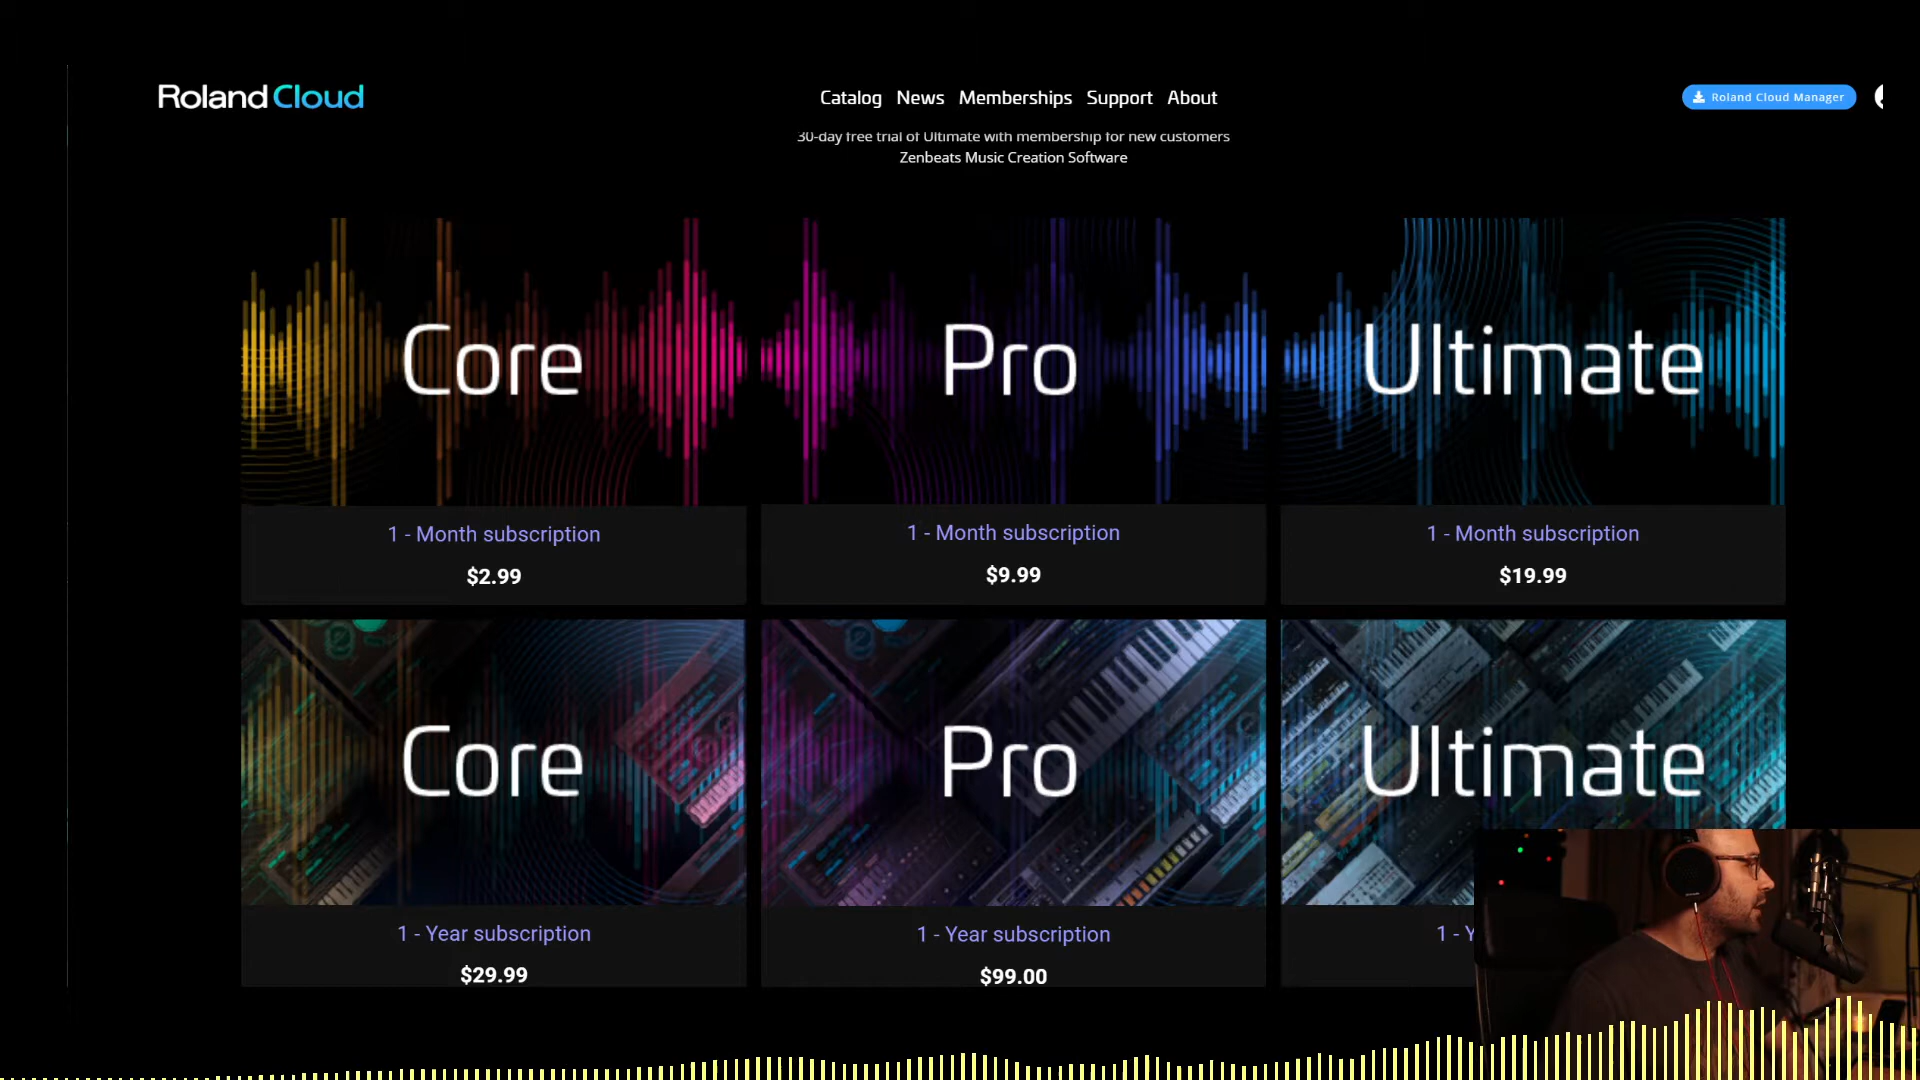 Roland Cloud
Catalog News Memberships Support About
Roland Cloud Manager
30-day free trial of Ultimate with membership for new customers
Zenbeats Music Creation Software
Core
Pro
Ultimate
1 - Month subscription
$2.99
1 - Month subscription
$9.99
1 - Month subscription
$19.99
Core
Pro
Ultimate
1 - Year subscription
$29.99
1 - Year subscription
$99.00
1 - Y